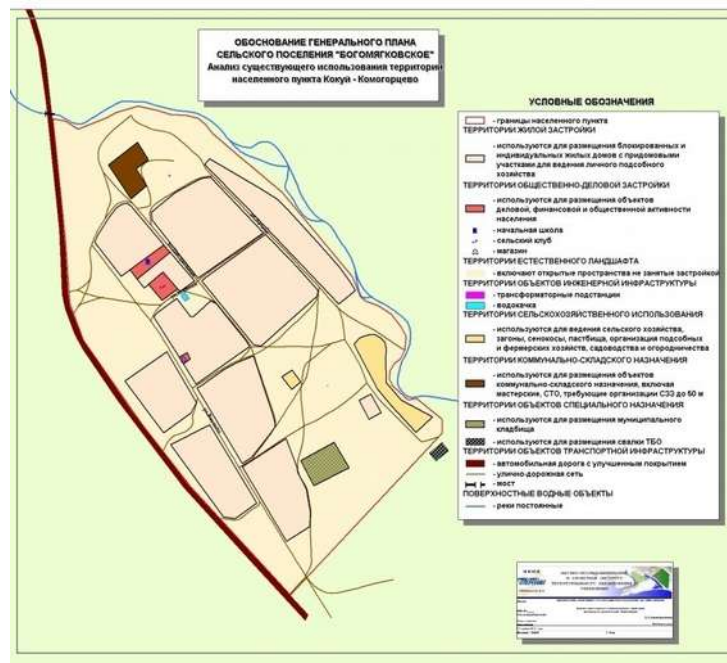 ОБОСНОВАНИЕ ГЕНЕРАЛЬНОГО ПЛАНА
СЕЛЬСКОГО ПОСЕЛЕНИЯ "БОГОМЯГКОВСКОЕ"
Анализ существующего использования территории
населенного пункта Кокуй - Комогорцево
УСЛОВНЫЕ ОБОЗНАЧЕНИЯ
- границы населенного пункта
ТЕРРИТОРИИ ЖИЛОЙ ЗАСТРОЙКИ
- используются для размещения блокированных и
индивидуальных жилых домов с придомовыми
участками для ведения личного подсобного
хозяйства
ТЕРРИТОРИИ ОБЩЕСТВЕННО-ДЕЛОВОЙ ЗАСТРОЙКИ
- используются для размещения объектов
деловой, финансовой и общественной активности
населения
- начальная школа
- сельский клуб
- магазин
ТЕРРИТОРИИ ЕСТЕСТВЕННОГО ЛАНДШАФТА
- включают открытые пространства не занятые застройкой
ТЕРРИТОРИИ ОБЪЕКТОВ ИНЖЕНЕРНОЙ ИНФРАСТРУКТУРЫ
- трансформаторные подстанции
- водокачка
ТЕРРИТОРИИ СЕЛЬСКОХОЗЯЙСТВЕННОГО ИСПОЛЬЗОВАНИЯ
- используются для ведения сельского хозяйства,
загоны, сенокосы, пастбища, организация подсобных
и фермерских хозяйств, садоводства и огородничества
ТЕРРИТОРИИ КОММУНАЛЬНО-СКЛАДСКОГО НАЗНАЧЕНИЯ
- используются для размещения объектов
коммунально-складского назначения, включая
мастерские, СТО, требующие организации СЗЗ до 50 м
ТЕРРИТОРИИ ОБЪЕКТОВ СПЕЦИАЛЬНОГО НАЗНАЧЕНИЯ
- используются для размещения муниципального
кладбища
- используются для размещения свалки ТБО
ТЕРРИТОРИИ ОБЪЕКТОВ ТРАНСПОРТНОЙ ИНФРАСТРУКТУРЫ
- автомобильная дорога с улучшенным покрытием
- улично-дорожная сеть
- мост
ПОВЕРХНОСТНЫЕ ВОДНЫЕ ОБЪЕКТЫ
- реки постоянные